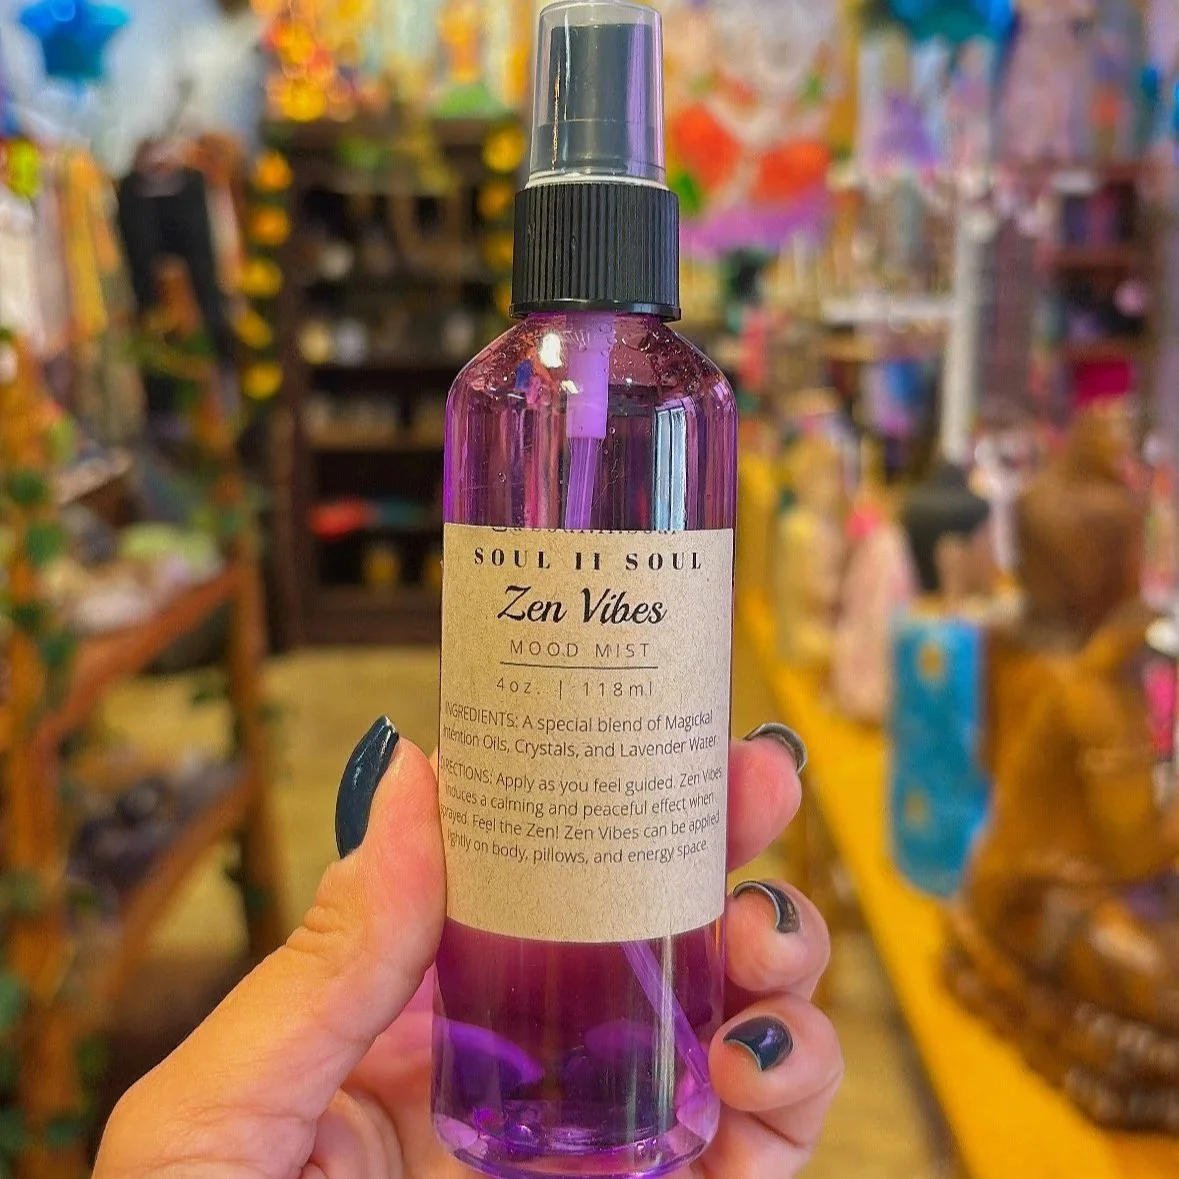 SOUL II SOUL
Zen Vibes
MOOD MIST
4oz. | 118ml
INGREDIENTS: A special blend of Magickal
Intention Oils, Crystals, and Lavender Water
DIRECTIONS: Apply as you feel guided. Zen Vibes
induces a calming and peaceful effect when
sprayed. Feel the Zen! Zen Vibes can be applied
lightly on body, pillows, and energy space.